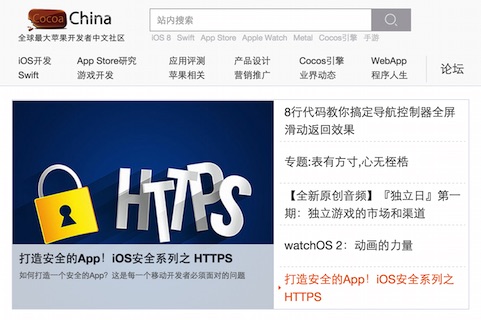 CocoaChina
全球最大苹果开发者中文社区
站内搜索
iOS 8 Swift App Store Apple Watch Metal Cocos引擎 手游
iOS开发 App Store研究 应用评测 产品设计 Cocos引擎 WebApp
Swift 游戏开发 苹果相关 营销推广 业界动态 程序人生
论坛
HTTPS
打造安全的App！iOS安全系列之 HTTPS
如何打造一个安全的App？这是每一个移动开发者必须面对的问题
8行代码教你搞定导航控制器全屏
滑动返回效果
专题:表有方寸,心无桎梏
【全新原创音频】『独立日』第一
期：独立游戏的市场和渠道
watchOS 2：动画的力量
打造安全的App！iOS安全系列之
HTTPS